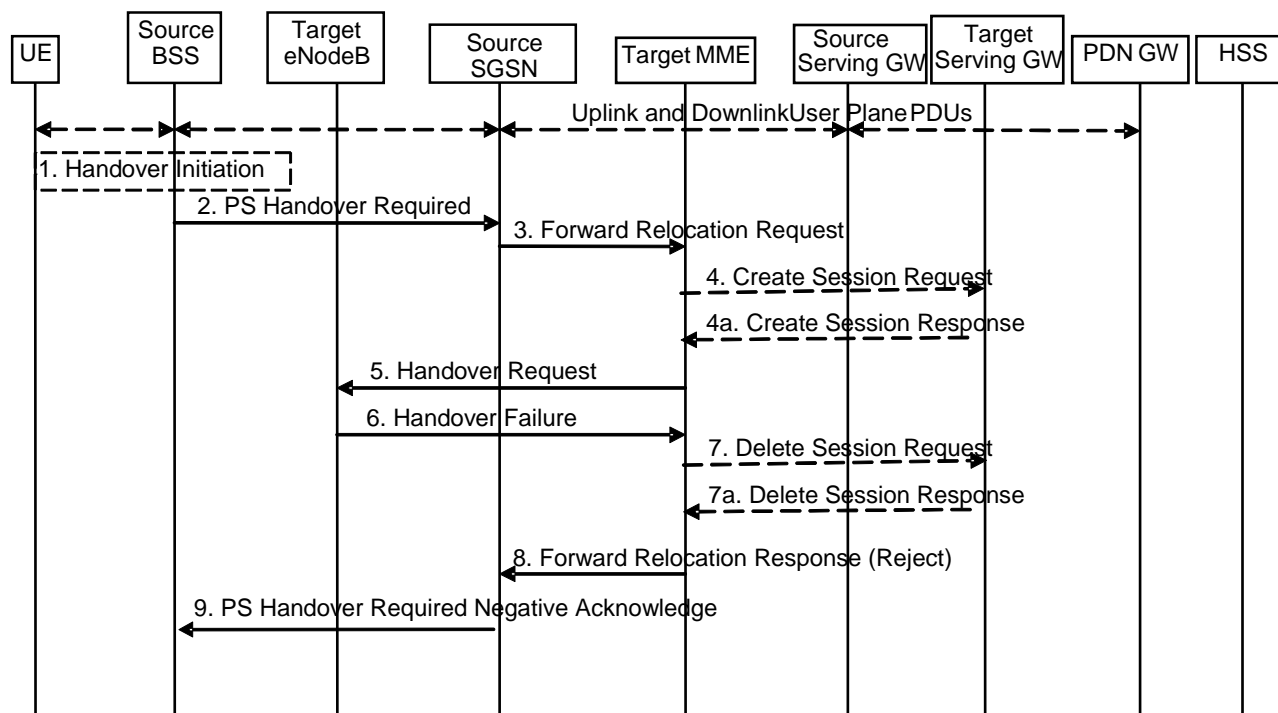 UE
Source
BSS
Target
eNodeB
Source
SGSN
Target MME
Source
Serving GW
Target
Serving GW
PDN GW
HSS
Uplink and DownlinkUser PlanePDUs
1. Handover Initiation
2. PS Handover Required
3. Forward Relocation Request
4. Create Session Request
4a. Create Session Response
5. Handover Request
6. Handover Failure
7. Delete Session Request
7a. Delete Session Response
8. Forward Relocation Response (Reject)
9. PS Handover Required Negative Acknowledge